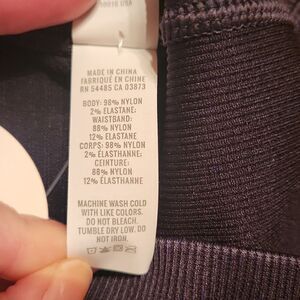 10018 USA
MADE IN CHINA
FABRIQUÉ EN CHINE
RN 54485 CA 03873
BODY: 98% NYLON
2% ELASTANE;
WAISTBAND:
88% NYLON
12% ELASTANE
CORPS: 98% NYLON
2% ÉLASTHANNE;
CEINTURE:
88% NYLON
12% ÉLASTHANNE
MACHINE WASH COLD
WITH LIKE COLORS.
DO NOT BLEACH.
TUMBLE DRY LOW. DO
NOT IRON.